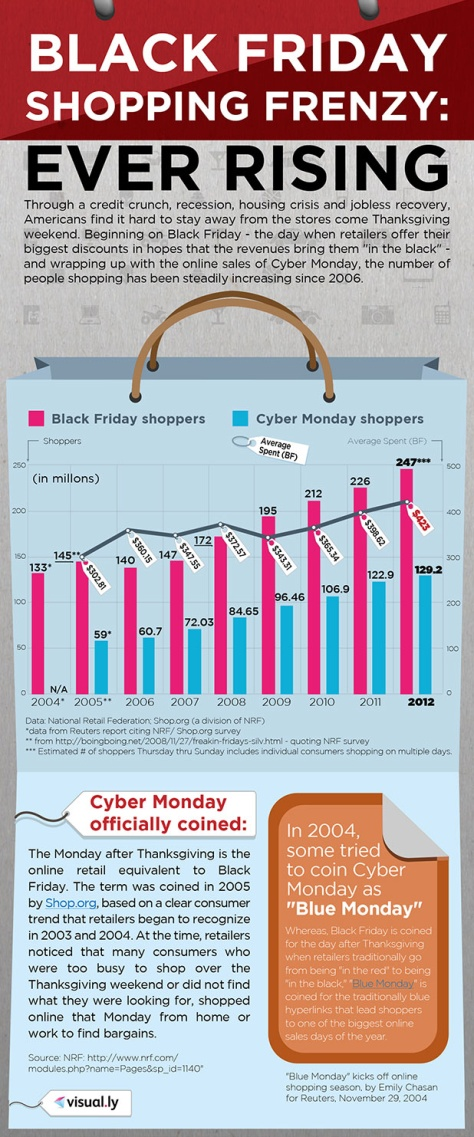 BLACK FRIDAY
SHOPPING FRENZY:
EVER RISING
Through a credit crunch, recession, housing crisis and jobless recovery,
Americans find it hard to stay away from the stores come Thanksgiving
weekend. Beginning on Black Friday - the day when retailers offer their
biggest discounts in hopes that the revenues bring them "in the black" -
and wrapping up with the online sales of Cyber Monday, the number of
people shopping has been steadily increasing since 2006.
Black Friday shoppers
Cyber Monday shoppers
Shoppers
Average
Spent (BF)
Average Spent (BF)
(in millons)
250
200
150
100
50
0
500
400
300
200
100
0
133*
145**
140
147
172
195
212
226
247***
$302.81
$360.15
$347.55
$372.57
$343.31
$365.34
$398.62
$423
N/A
59*
60.7
72.03
84.65
96.46
106.9
122.9
129.2
2004* 2005** 2006 2007 2008 2009 2010 2011 2012
Data: National Retail Federation; Shop.org (a division of NRF)
*data from Reuters report citing NRF/ Shop.org survey
** from http://boingboing.net/2008/11/27/freakin-fridays-silv.html - quoting NRF survey
*** Estimated # of shoppers Thursday thru Sunday includes individual consumers shopping on multiple days.
Cyber Monday
officially coined:
The Monday after Thanksgiving is the
online retail equivalent to Black
Friday. The term was coined in 2005
by Shop.org, based on a clear consumer
trend that retailers began to recognize
in 2003 and 2004. At the time, retailers
noticed that many consumers who
were too busy to shop over the
Thanksgiving weekend or did not find
what they were looking for, shopped
online that Monday from home or
work to find bargains.
Source: NRF: http://www.nrf.com/
modules.php?name=Pages&sp_id=1140"
visual.ly
In 2004,
some tried
to coin Cyber
Monday as
"Blue Monday"
Whereas, Black Friday is coined
for the day after Thanksgiving
when retailers traditionally go
from being "in the red" to being
"in the black," "Blue Monday" is
coined for the traditionally blue
hyperlinks that lead shoppers
to one of the biggest online
sales days of the year.
"Blue Monday" kicks off online
shopping season, by Emily Chasan
for Reuters, November 29, 2004